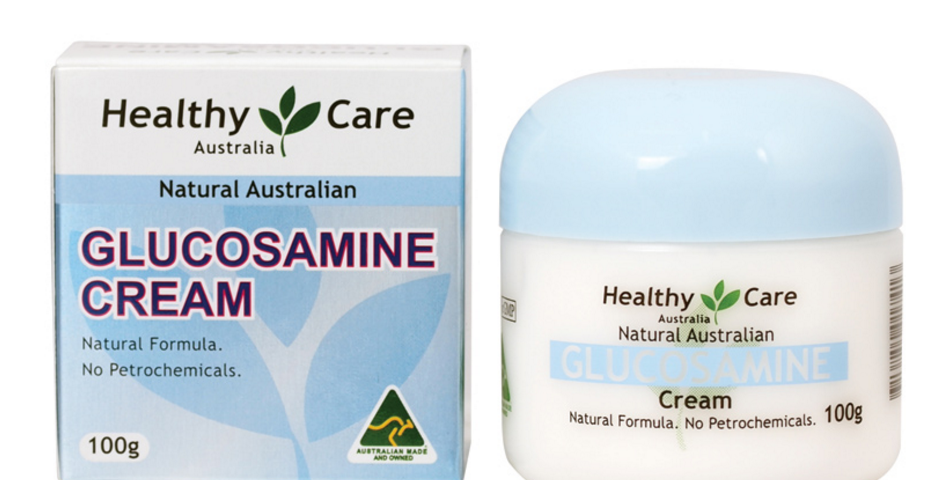 Healthy Care
Australia
Natural Australian
GLUCOSAMINE
CREAM
Natural Formula.
No Petrochemicals.
100g
AUSTRALIAN MADE
AND OWNED
Healthy Care
Australia
Natural Australian
GLUCOSAMINE
Cream
Natural Formula. No Petrochemicals. 100g
GMP